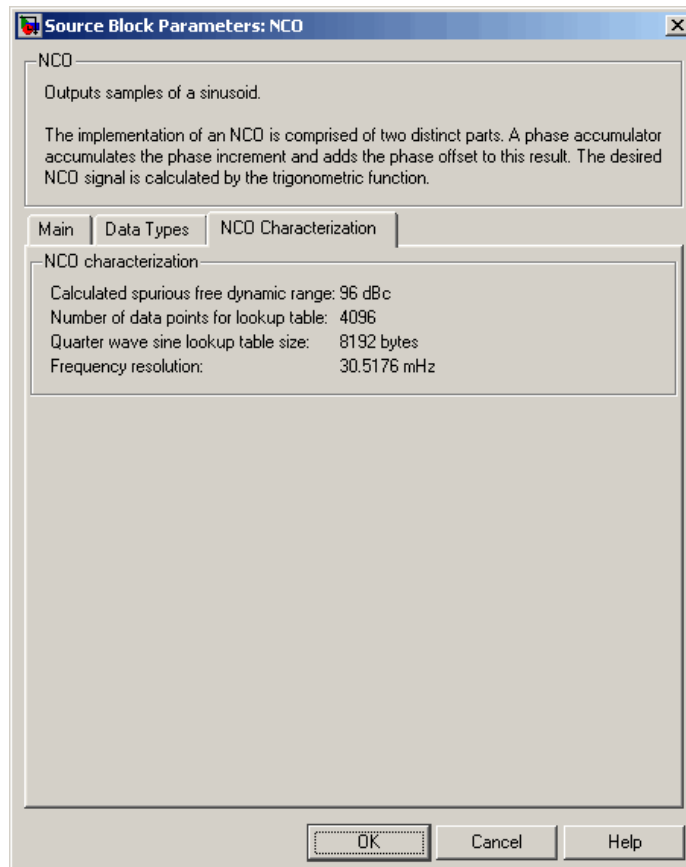 Source Block Parameters: NCO
NCO
Outputs samples of a sinusoid.
The implementation of an NCO is comprised of two distinct parts. A phase accumulator
accumulates the phase increment and adds the phase offset to this result. The desired
NCO signal is calculated by the trigonometric function.
Main Data Types NCO Characterization
NCO characterization
Calculated spurious free dynamic range: 96 dBc
Number of data points for lookup table: 4096
Quarter wave sine lookup table size: 8192 bytes
Frequency resolution: 30.5176 mHz
OK Cancel Help